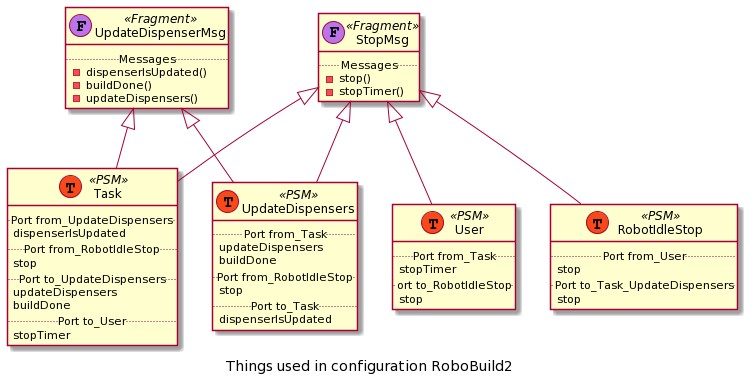 F
«Fragment»
UpdateDispenserMsg
Messages
dispenserIsUpdated()
buildDone()
updateDispensers()
F
«Fragment»
StopMsg
Messages
stop()
stopTimer()
T
«PSM»
Task
Port from_UpdateDispensers
dispenserIsUpdated
Port from_RobotIdleStop
stop
Port to_UpdateDispensers
updateDispensers
buildDone
Port to_User
stopTimer
T
«PSM»
UpdateDispensers
Port from_Task
updateDispensers
buildDone
Port from_RobotIdleStop
stop
Port to_Task
dispenserIsUpdated
T
«PSM»
User
Port from_Task
stopTimer
ort to_RobotIdleStop
stop
T
«PSM»
RobotIdleStop
Port from_User
stop
Port to_Task_UpdateDispensers
stop
Things used in configuration RoboBuild2